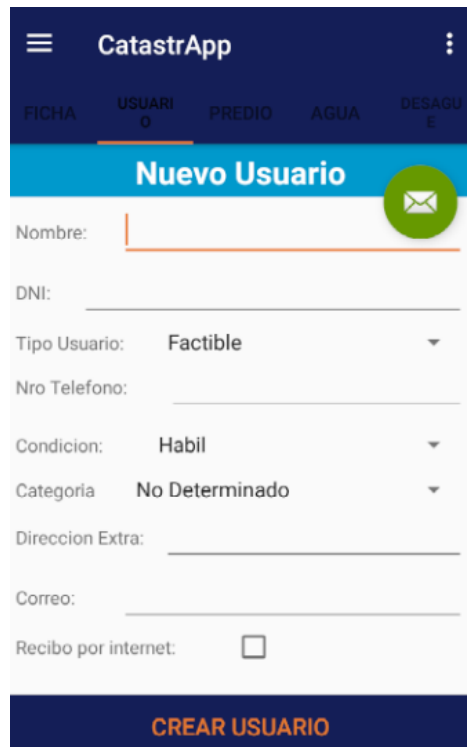 CatastrApp
FICHA USUARI
O PREDIO AGUA DESAGU
E
Nuevo Usuario
Nombre:
DNI:
Tipo Usuario: Factible
Nro Telefono:
Condicion: Habil
Categoria No Determinado
Direccion Extra:
Correo:
Recibo por internet:
CREAR USUARIO